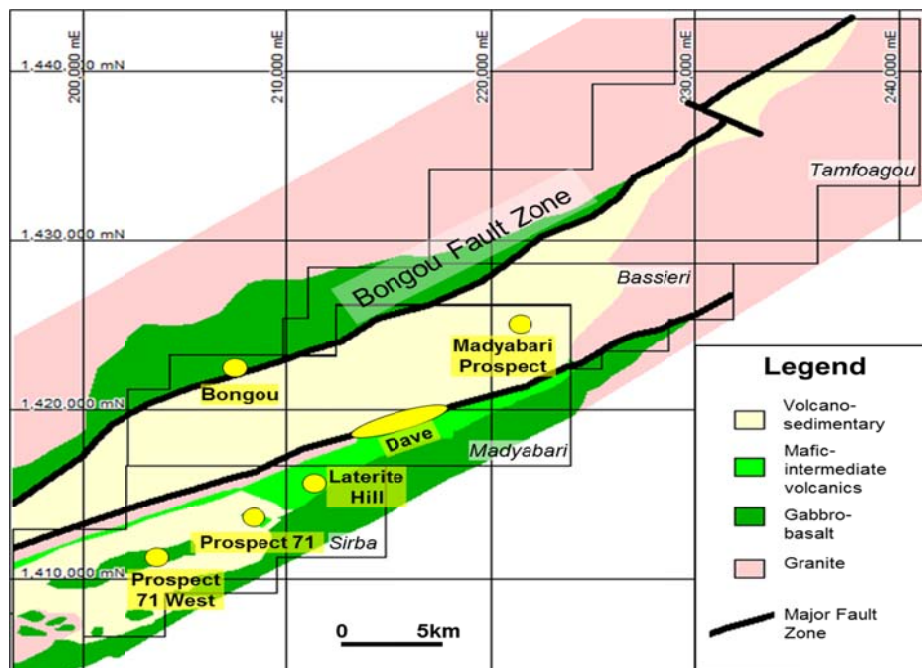 200,000 mE
210,000 mE
220,000 mE
230,000 mE
240,000 mE
1,440,000 mN
Tamfoagou
1,430,000 mN
Bongou Fault Zone
Bassieri
Madyabari
Prospect
Bongou
1,420,000 mN
Dave
Madyabari
Laterite
Hill
Prospect 71
Sirba
1,410,000 mN
Prospect
71 West
0 5km
Legend
Volcano-
sedimentary
Mafic-
intermediate
volcanics
Gabbro-
basalt
Granite
Major Fault
Zone